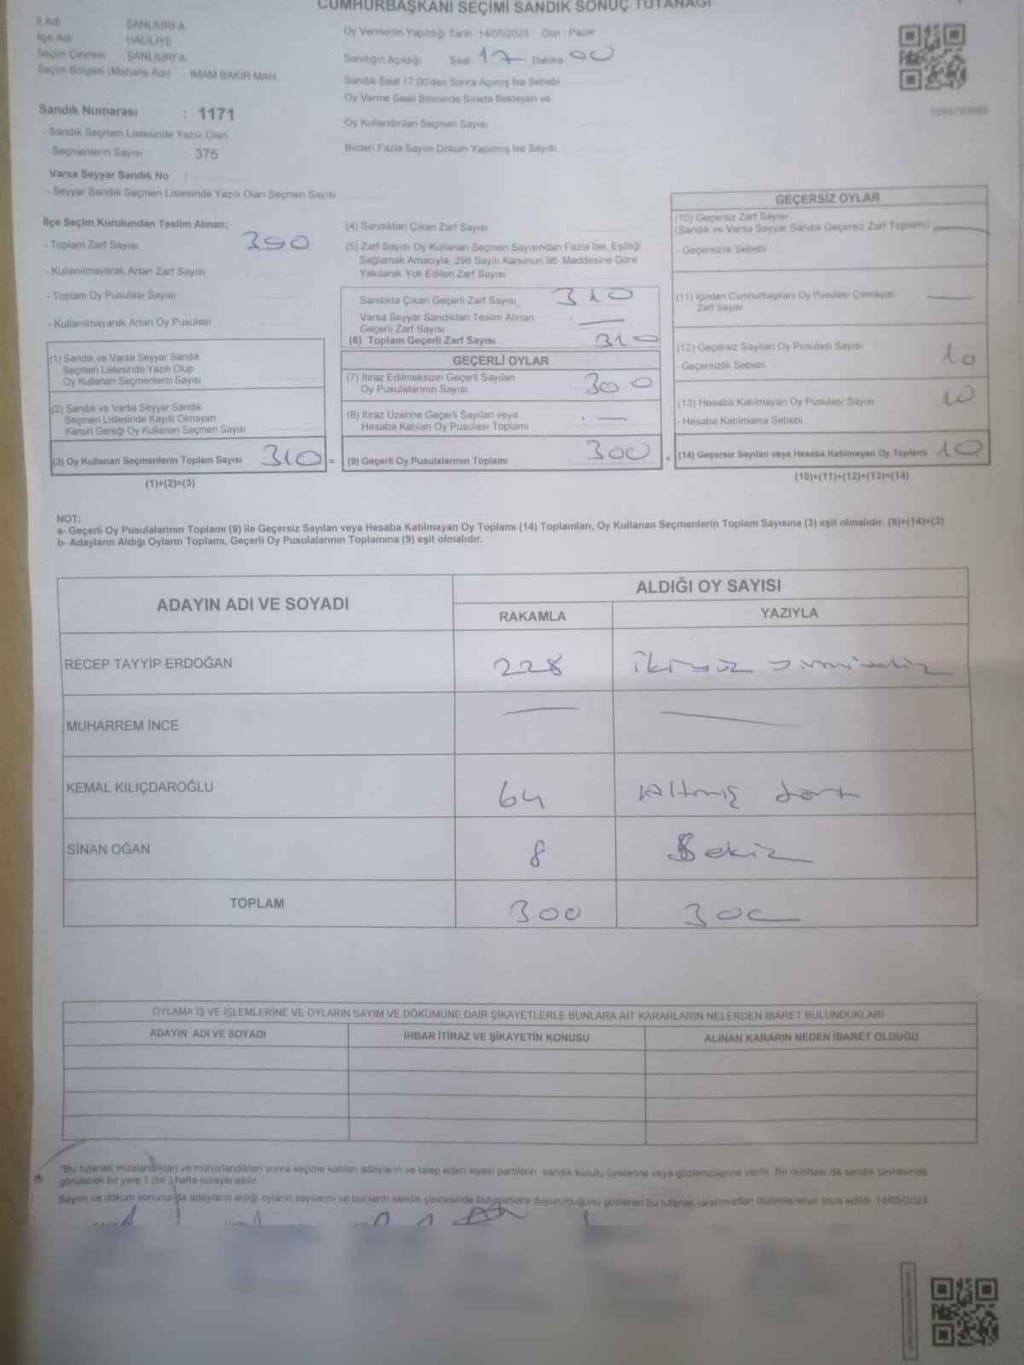 CUMHURBAŞKANI SEÇİMİ SANDIK SONUÇ TUTANAĞI
İl Adı ŞANLIURFA
İlçe Adı HALİLİYE
Seçim Çevresi ŞANLIURFA
Seçim Bölgesi (Mahalle Adı) İMAM BAKIR MAH.
Oy Vermenin Yapıldığı Tarih 14/05/2023 Gün : Pazar
Sandığın Açıldığı Saat 17 Dakika 00
Sandık Saat 17:00'den Sonra Açılmış İse Sebebi
Oy Verme Saati Bitiminde Sırada Bekleyen ve
Oy Kullandırılan Seçmen Sayısı
Birden Fazla Sayım Döküm Yapılmış İse Sayısı
Sandık Numarası : 1171
- Sandık Seçmen Listesinde Yazılı Olan
Seçmenlerin Sayısı : 375
Varsa Seyyar Sandık No :
- Seyyar Sandık Seçmen Listesinde Yazılı Olan Seçmen Sayısı
İlçe Seçim Kurulundan Teslim Alınan;
- Toplam Zarf Sayısı 390
- Kullanılmayarak Artan Zarf Sayısı
- Toplam Oy Pusulası Sayısı
- Kullanılmayarak Artan Oy Pusulası
(1) Sandık ve Varsa Seyyar Sandık
Seçmen Listesinde Yazılı Olup
Oy Kullanan Seçmenlerin Sayısı
(2) Sandık ve Varsa Seyyar Sandık
Seçmen Listesinde Kayıtlı Olmayan
Kanun Gereği Oy Kullanan Seçmen Sayısı
(3) Oy Kullanan Seçmenlerin Toplam Sayısı 310 =
(1)+(2)=(3)
(4) Sandıktan Çıkan Zarf Sayısı
(5) Zarf Sayısı Oy Kullanan Seçmen Sayısından Fazla İse, Eşitliği
Sağlamak Amacıyla, 298 Sayılı Kanunun 98. Maddesine Göre
Yakılarak Yok Edilen Zarf Sayısı
Sandıkta Çıkan Geçerli Zarf Sayısı 310
Varsa Seyyar Sandıktan Teslim Alınan
Geçerli Zarf Sayısı —
(6) Toplam Geçerli Zarf Sayısı 310
GEÇERLİ OYLAR
(7) İtiraz Edilmeksizin Geçerli Sayılan
Oy Pusulalarının Sayısı 300
(8) İtiraz Üzerine Geçerli Sayılan veya
Hesaba Katılan Oy Pusulası Toplamı —
(9) Geçerli Oy Pusulalarının Toplamı 300 +
GEÇERSİZ OYLAR
(10) Geçersiz Zarf Sayısı
(Sandık ve Varsa Seyyar Sandık Geçersiz Zarf Toplamı) —
- Geçersizlik Sebebi
(11) İçinden Cumhurbaşkanı Oy Pusulası Çıkmayan
Zarf Sayısı —
(12) Geçersiz Sayılan Oy Pusulası Sayısı 10
- Geçersizlik Sebebi
(13) Hesaba Katılmayan Oy Pusulası Sayısı 10
- Hesaba Katılmama Sebebi
(14) Geçersiz Sayılan veya Hesaba Katılmayan Oy Toplamı 10
(10)+(11)+(12)+(13)=(14)
NOT:
a- Geçerli Oy Pusulalarının Toplamı (9) ile Geçersiz Sayılan veya Hesaba Katılmayan Oy Toplamı (14) Toplamları, Oy Kullanan Seçmenlerin Toplam Sayısına (3) eşit olmalıdır. (9)+(14)=(3)
b- Adayların Aldığı Oyların Toplamı, Geçerli Oy Pusulalarının Toplamına (9) eşit olmalıdır.
ADAYIN ADI VE SOYADI ALDIĞI OY SAYISI
RAKAMLA YAZIYLA
RECEP TAYYİP ERDOĞAN 228 ikiyüz yirmisekiz
MUHARREM İNCE — —
KEMAL KILIÇDAROĞLU 64 Altmış dört
SİNAN OĞAN 8 Sekiz
TOPLAM 300 300
OYLAMA İŞ VE İŞLEMLERİNE VE OYLARIN SAYIM VE DÖKÜMÜNE DAİR ŞİKAYETLERLE BUNLARA AİT KARARLARIN NELERDEN İBARET BULUNDUKLARI
ADAYIN ADI VE SOYADI İHBAR İTİRAZ VE ŞİKAYETİN KONUSU ALINAN KARARIN NEDEN İBARET OLDUĞU
"Bu tutanak imzalandıktan ve mühürlendikten sonra seçime katılan adayların ve talep eden siyasi partilerin sandık kurulu üyelerine veya gözlemcilerine verilir. Bir nüshası da sandık çevresinde
görülecek bir yere 1 (bir) hafta süreyle asılır.
Sayım ve döküm sonucunda adayların aldığı oyların sayılarını ve bunların sandık çevresinde bulunanlara duyurulduğunu gösteren bu tutanak tarafımızdan düzenlenerek imza edildi. 14/05/2023